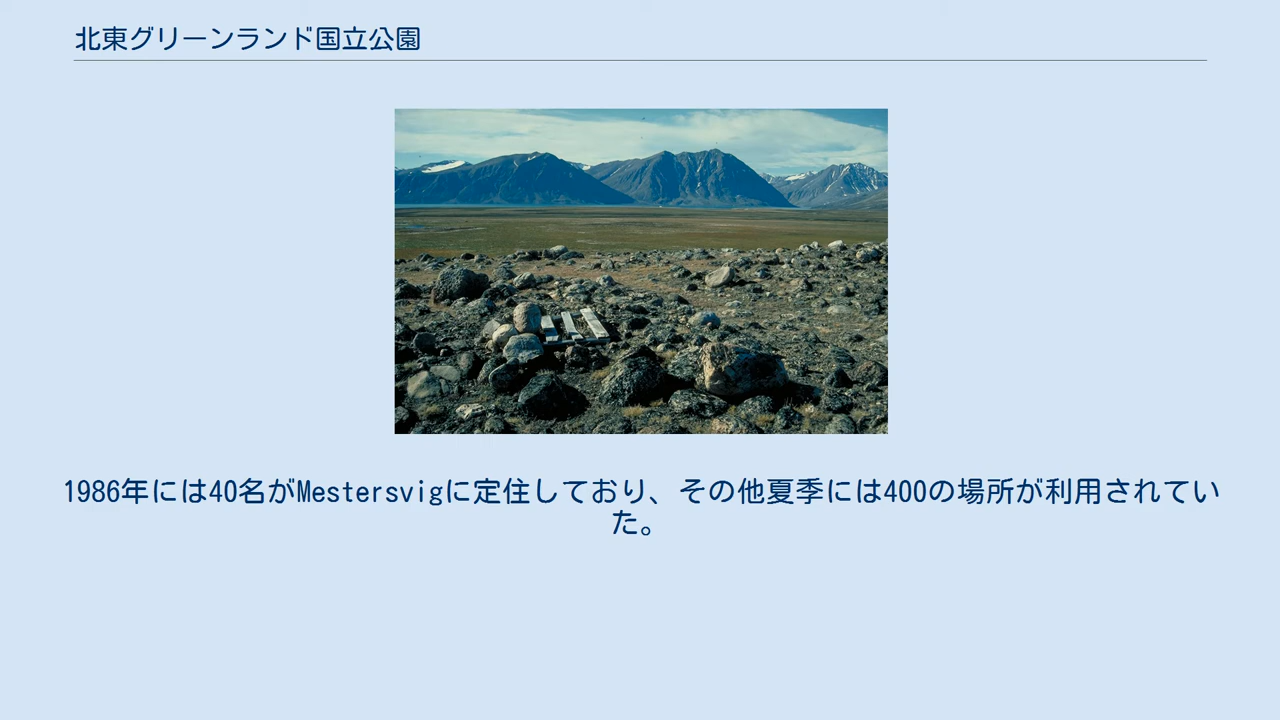 北東グリーンランド国立公園
1986年には40名がMestersvigに定住しており、その他夏季には400の場所が利用されてい
た。